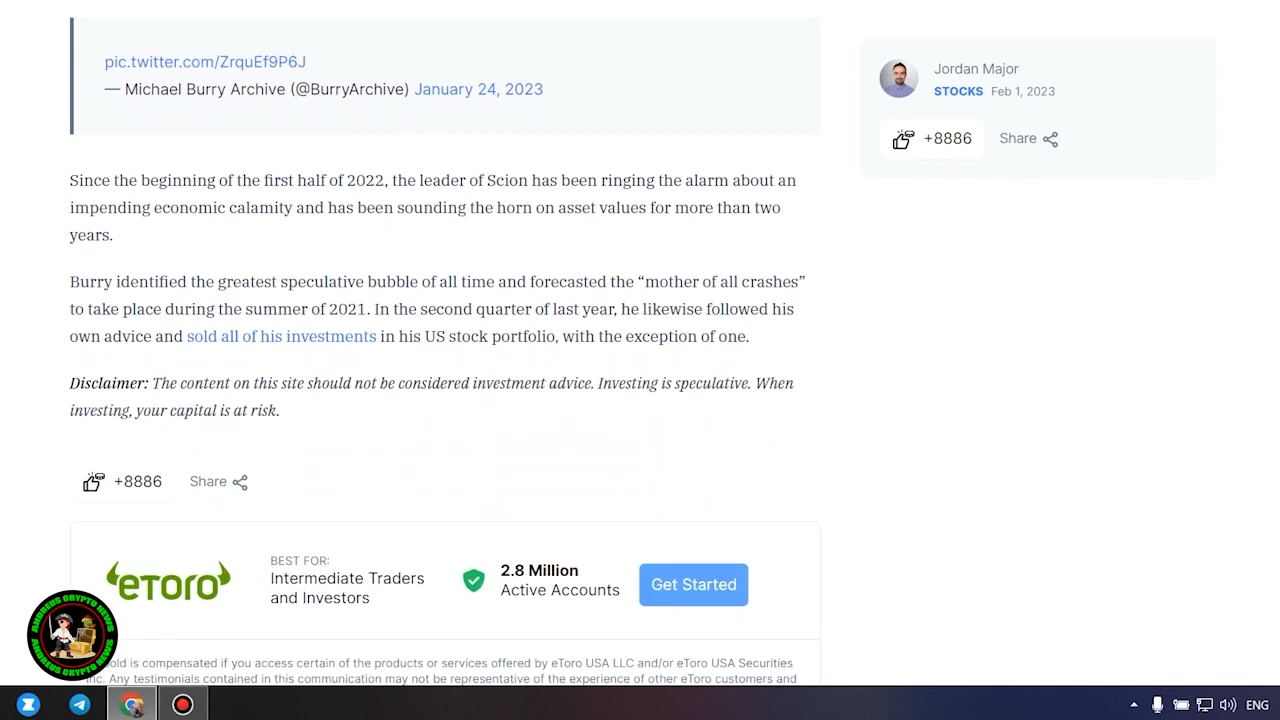 pic.twitter.com/ZrquEf9P6J
— Michael Burry Archive (@BurryArchive) January 24, 2023
Jordan Major
STOCKS Feb 1, 2023
+8886 Share
Since the beginning of the first half of 2022, the leader of Scion has been ringing the alarm about an
impending economic calamity and has been sounding the horn on asset values for more than two
years.
Burry identified the greatest speculative bubble of all time and forecasted the “mother of all crashes”
to take place during the summer of 2021. In the second quarter of last year, he likewise followed his
own advice and sold all of his investments in his US stock portfolio, with the exception of one.
Disclaimer: The content on this site should not be considered investment advice. Investing is speculative. When
investing, your capital is at risk.
+8886 Share
eToro
BEST FOR:
Intermediate Traders
and Investors
2.8 Million
Active Accounts
Get Started
ANDREUS CRYPTO NEWS
ANDREUS CRYPTO NEWS
is compensated if you access certain of the products or services offered by eToro USA LLC and/or eToro USA Securities
Inc. Any testimonials contained in this communication may not be representative of the experience of other eToro customers and
ENG